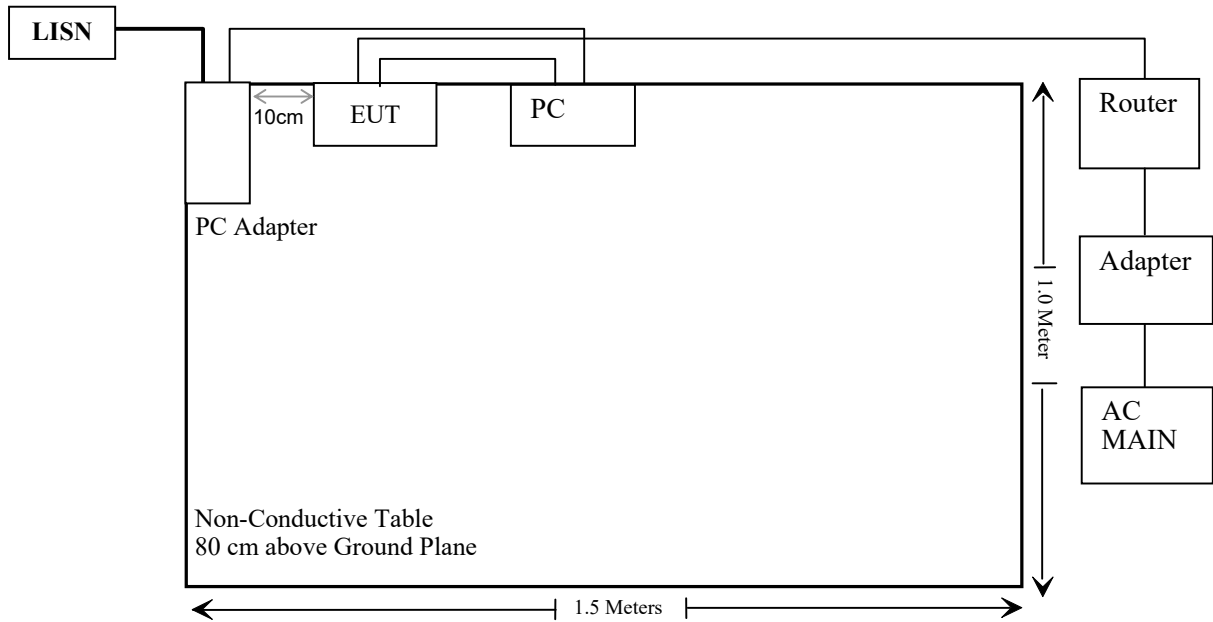 LISN
Router
EUT
PC
10cm
PC Adapter
Adapter
1.0 Meter
AC
MAIN
Non-Conductive Table
80 cm above Ground Plane
1.5 Meters